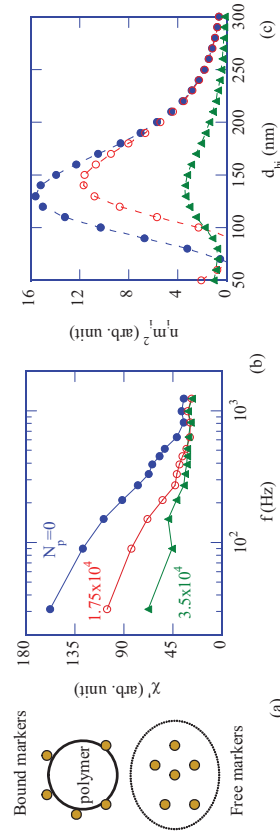 Bound markers
polymer
Free markers
(a)
180
135
90
45
0
χ' (arb. unit)
N_p=0
1.75x10^4
3.5x10^4
10^2
10^3
f (Hz)
(b)
16
12
8
4
0
n_i m_i^2 (arb. unit)
50
100
150
200
250
300
d_hi (nm)
(c)